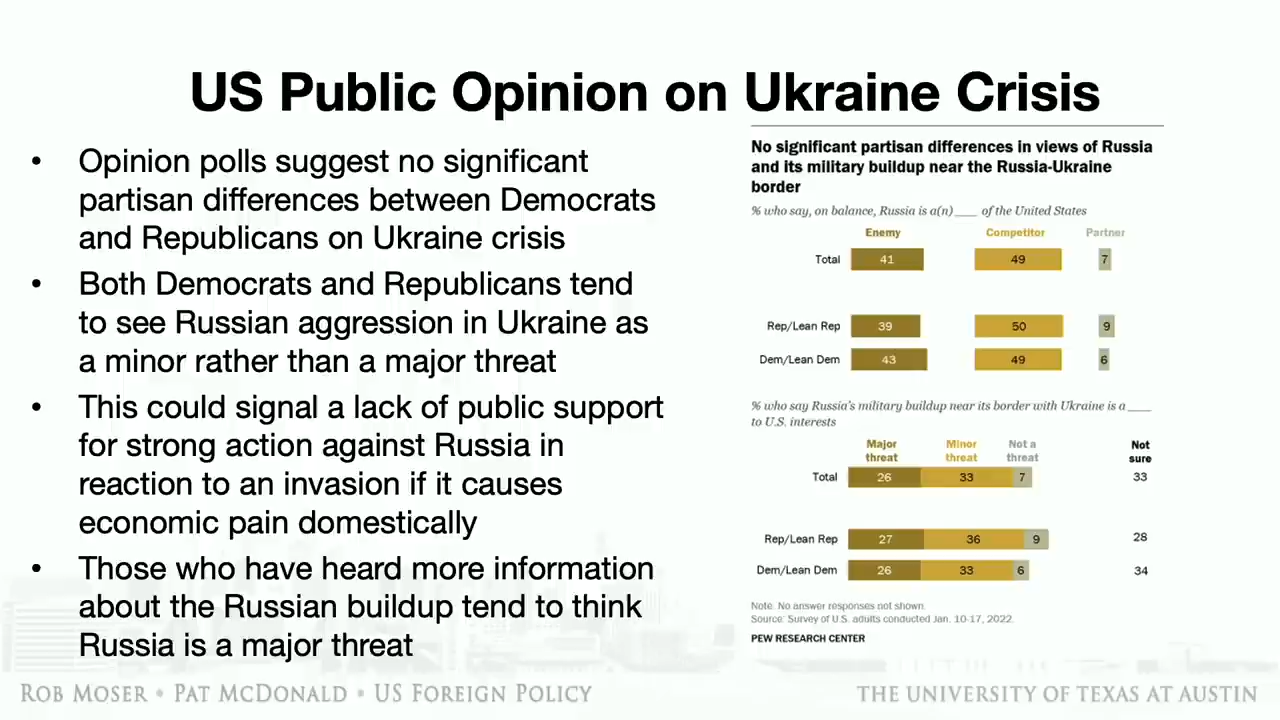 US Public Opinion on Ukraine Crisis
• Opinion polls suggest no significant
partisan differences between Democrats
and Republicans on Ukraine crisis
• Both Democrats and Republicans tend
to see Russian aggression in Ukraine as
a minor rather than a major threat
• This could signal a lack of public support
for strong action against Russia in
reaction to an invasion if it causes
economic pain domestically
• Those who have heard more information
about the Russian buildup tend to think
Russia is a major threat
No significant partisan differences in views of Russia
and its military buildup near the Russia-Ukraine
border
% who say, on balance, Russia is a(n) ___ of the United States
Enemy Competitor Partner
Total 41 49 7
Rep/Lean Rep 39 50 9
Dem/Lean Dem 43 49 6
% who say Russia's military buildup near its border with Ukraine is a ___
to U.S. interests
Major Minor Not a Not
threat threat threat sure
Total 26 33 7 33
Rep/Lean Rep 27 36 9 28
Dem/Lean Dem 26 33 6 34
Note: No answer responses not shown.
Source: Survey of U.S. adults conducted Jan. 10-17, 2022.
PEW RESEARCH CENTER
ROB MOSER • PAT MCDONALD • US FOREIGN POLICY
THE UNIVERSITY OF TEXAS AT AUSTIN